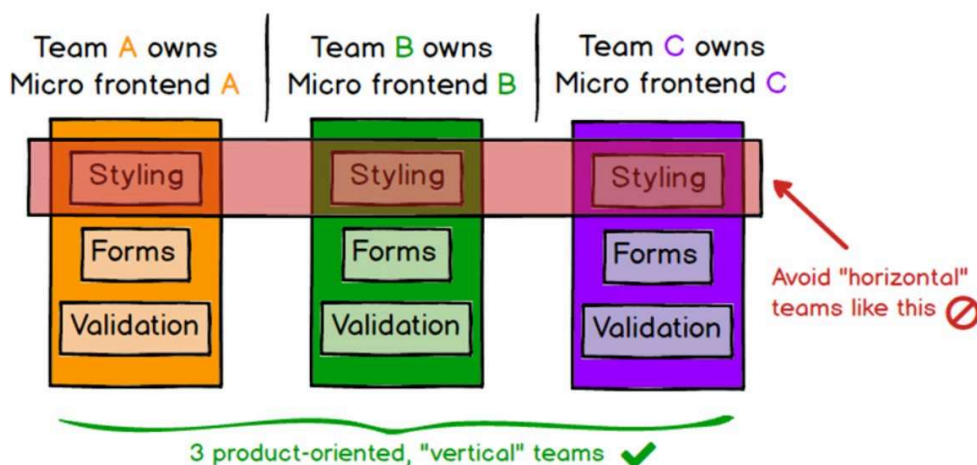 Team A owns
Micro frontend A
Team B owns
Micro frontend B
Team C owns
Micro frontend C
Styling
Styling
Styling
Forms
Forms
Forms
Validation
Validation
Validation
Avoid "horizontal"
teams like this
3 product-oriented, "vertical" teams